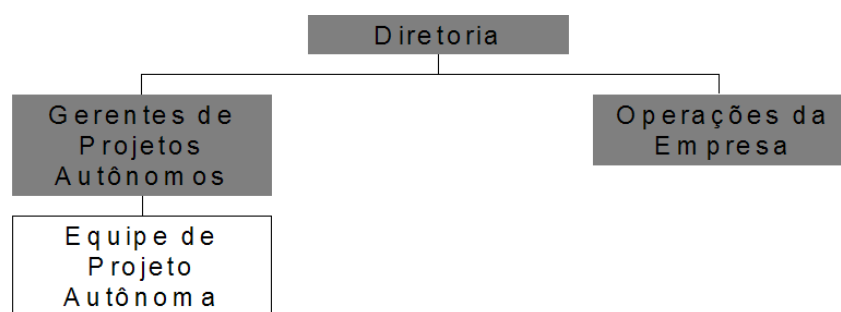 Diretoria
Gerentes de
Projetos
Autônomos
Operações da
Empresa
Equipe de
Projeto
Autônoma